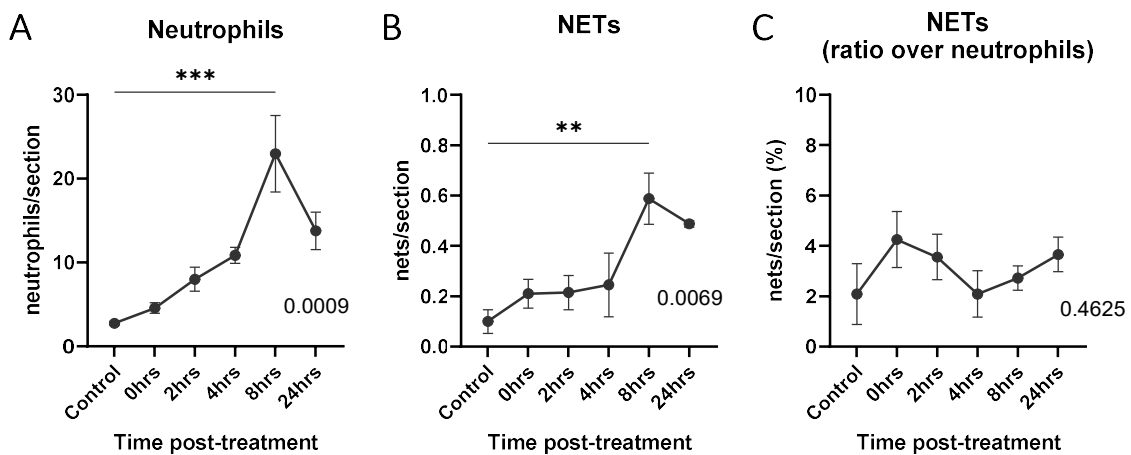 A
Neutrophils
***
neutrophils/section
30
20
10
0
0.0009
Control
0hrs
2hrs
4hrs
8hrs
24hrs
Time post-treatment
B
NETs
**
nets/section
1.0
0.8
0.6
0.4
0.2
0.0
0.0069
Control
0hrs
2hrs
4hrs
8hrs
24hrs
Time post-treatment
C
NETs
(ratio over neutrophils)
nets/section (%)
10
8
6
4
2
0
0.4625
Control
0hrs
2hrs
4hrs
8hrs
24hrs
Time post-treatment